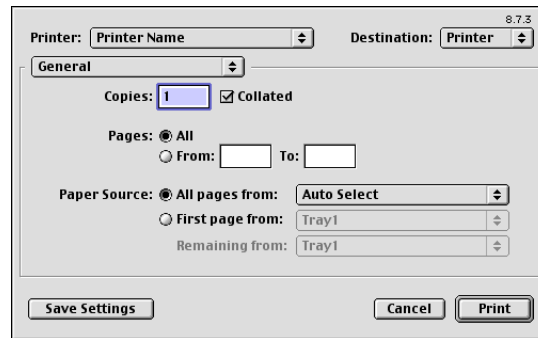 8.7.3
Printer: Printer Name Destination: Printer
General
Copies: 1 Collated
Pages: All
From: To:
Paper Source: All pages from: Auto Select
First page from: Tray1
Remaining from: Tray1
Save Settings Cancel Print